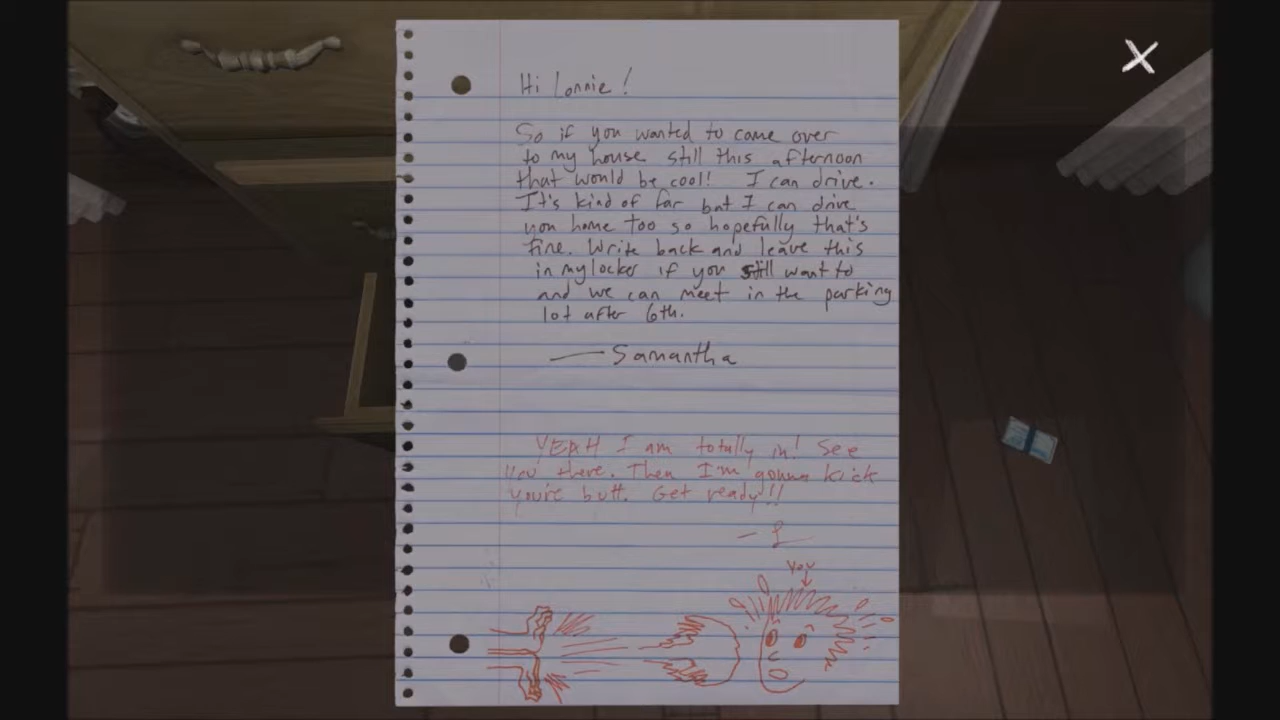 Hi Lonnie!
So if you wanted to come over
to my house still this afternoon
that would be cool! I can drive.
It's kind of far but I can drive
you home too so hopefully that's
fine. Write back and leave this
in my locker if you still want to
and we can meet in the parking
lot after 6th.
— Samantha
YEAH I am totally in! See
you there. Then I'm gonna kick
youre butt. Get ready!!
— L
You